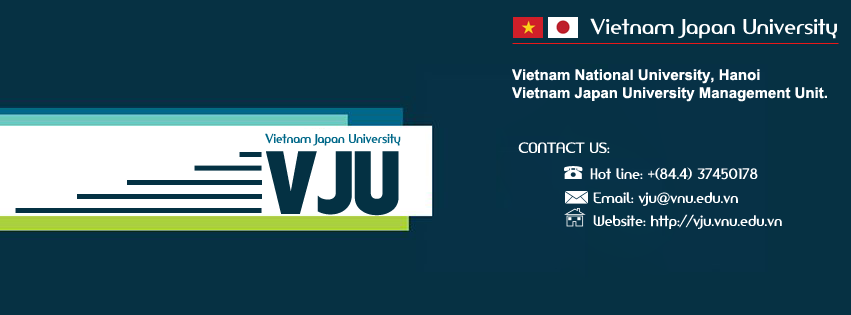 Vietnam Japan University
Vietnam National University, Hanoi
Vietnam Japan University Management Unit.
Vietnam Japan University
VJU
CONTACT US:
Hot line: +(84.4) 37450178
Email: vju@vnu.edu.vn
Website: http://vju.vnu.edu.vn